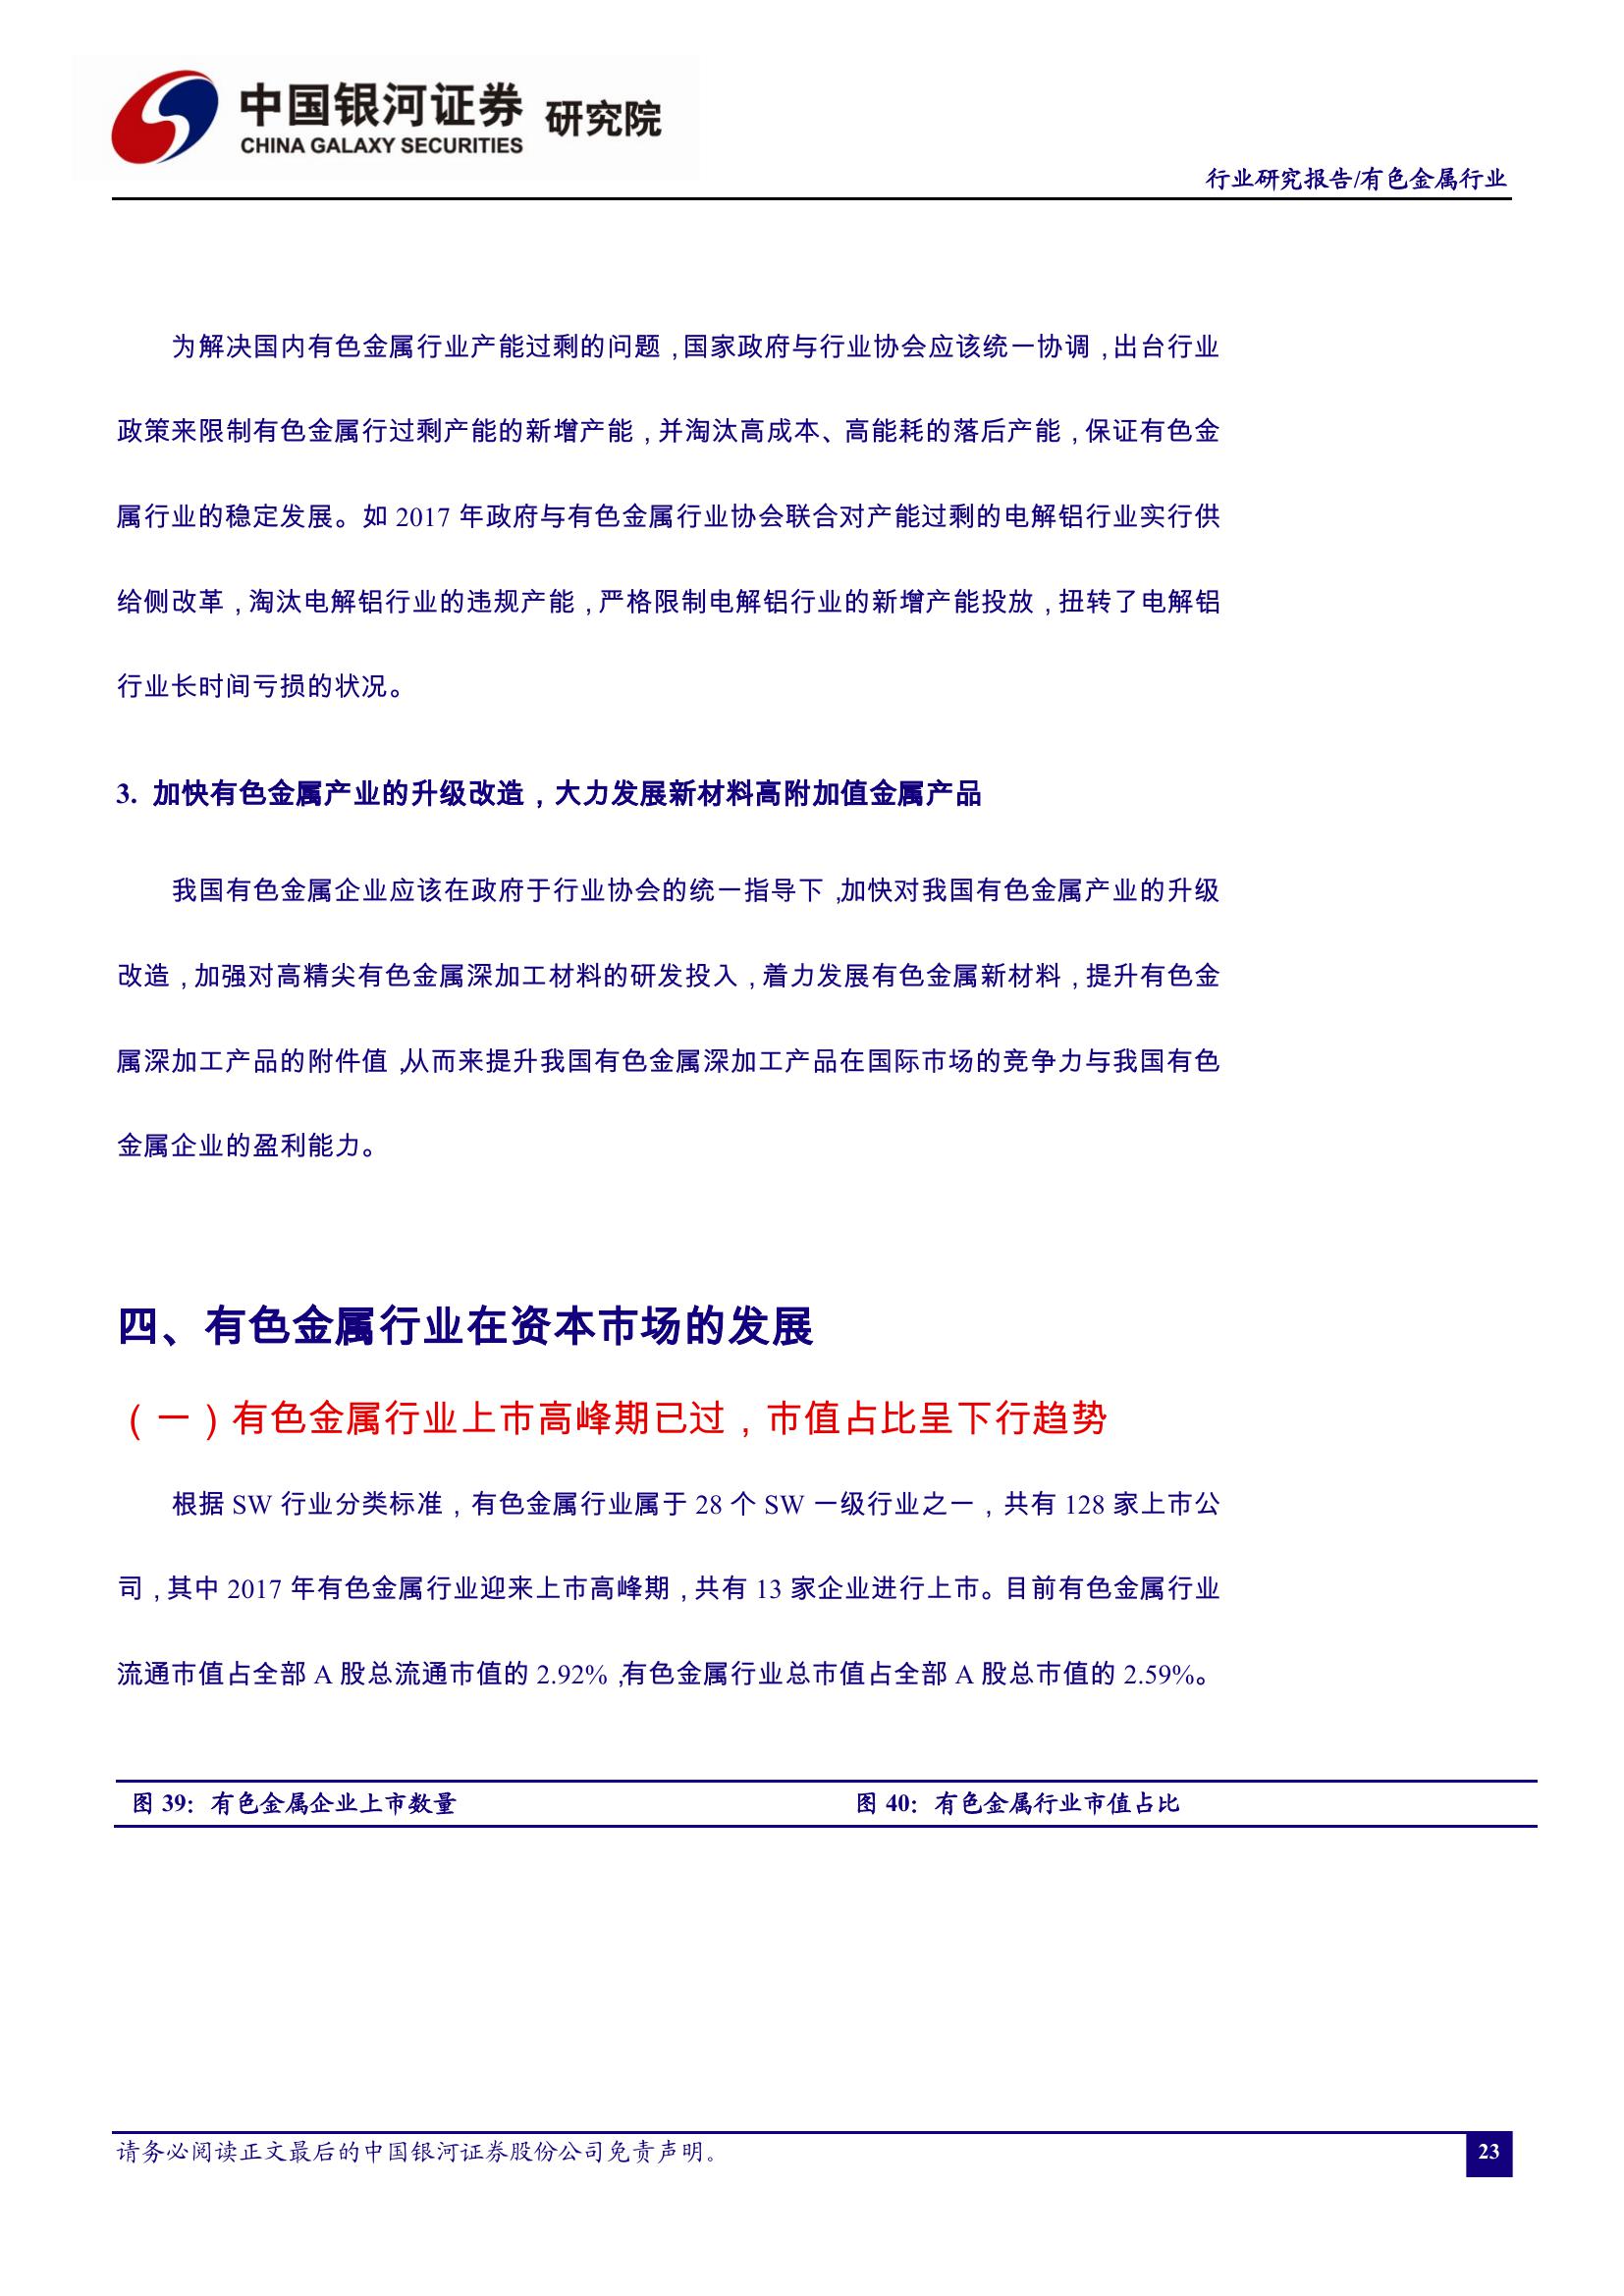 中国银河证券 研究院
CHINA GALAXY SECURITIES
行业研究报告/有色金属行业
为解决国内有色金属行业产能过剩的问题，国家政府与行业协会应该统一协调，出台行业
政策来限制有色金属行过剩产能的新增产能，并淘汰高成本、高能耗的落后产能，保证有色金
属行业的稳定发展。如 2017 年政府与有色金属行业协会联合对产能过剩的电解铝行业实行供
给侧改革，淘汰电解铝行业的违规产能，严格限制电解铝行业的新增产能投放，扭转了电解铝
行业长时间亏损的状况。
3. 加快有色金属产业的升级改造，大力发展新材料高附加值金属产品
我国有色金属企业应该在政府于行业协会的统一指导下，加快对我国有色金属产业的升级
改造，加强对高精尖有色金属深加工材料的研发投入，着力发展有色金属新材料，提升有色金
属深加工产品的附件值，从而来提升我国有色金属深加工产品在国际市场的竞争力与我国有色
金属企业的盈利能力。
四、有色金属行业在资本市场的发展
（一）有色金属行业上市高峰期已过，市值占比呈下行趋势
根据 SW 行业分类标准，有色金属行业属于 28 个 SW 一级行业之一，共有 128 家上市公
司，其中 2017 年有色金属行业迎来上市高峰期，共有 13 家企业进行上市。目前有色金属行业
流通市值占全部 A 股总流通市值的 2.92%，有色金属行业总市值占全部 A 股总市值的 2.59%。
图 39：有色金属企业上市数量 图 40：有色金属行业市值占比
请务必阅读正文最后的中国银河证券股份公司免责声明。
23